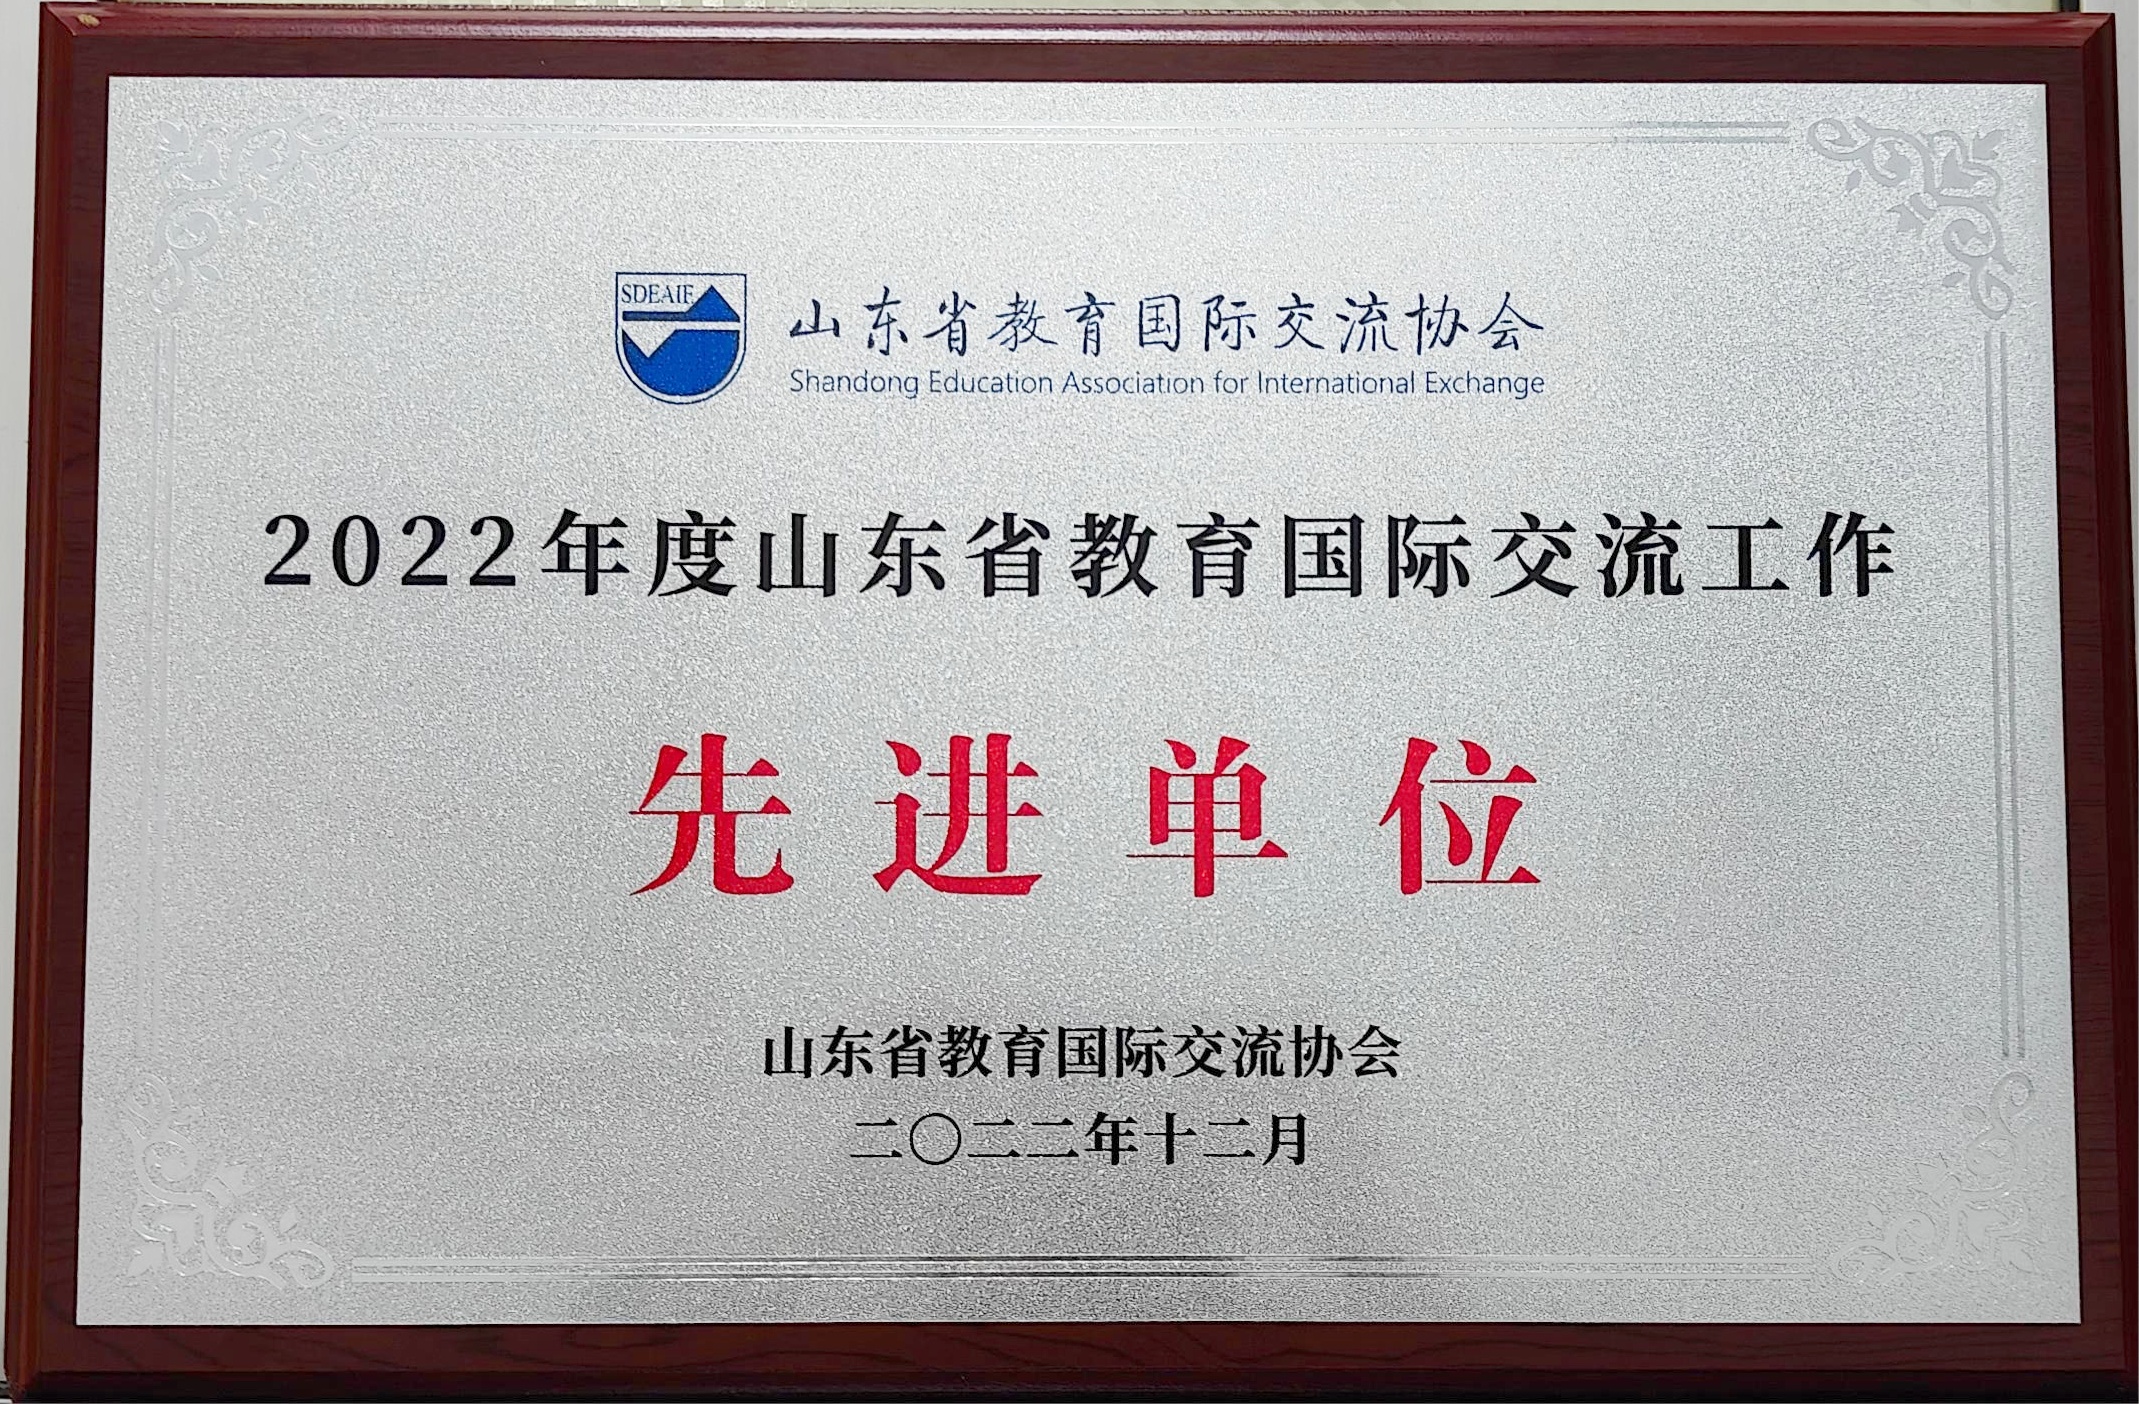 SDEAIE
山东省教育国际交流协会
Shandong Education Association for International Exchange
2022年度山东省教育国际交流工作
先进单位
山东省教育国际交流协会
二〇二二年十二月